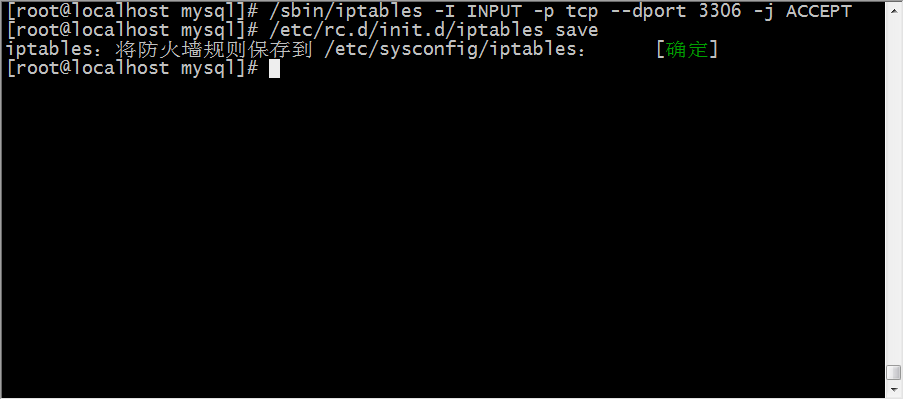 [root@localhost mysql]# /sbin/iptables -I INPUT -p tcp --dport 3306 -j ACCEPT
[root@localhost mysql]# /etc/rc.d/init.d/iptables save
iptables：将防火墙规则保存到 /etc/sysconfig/iptables：     [确定]
[root@localhost mysql]#